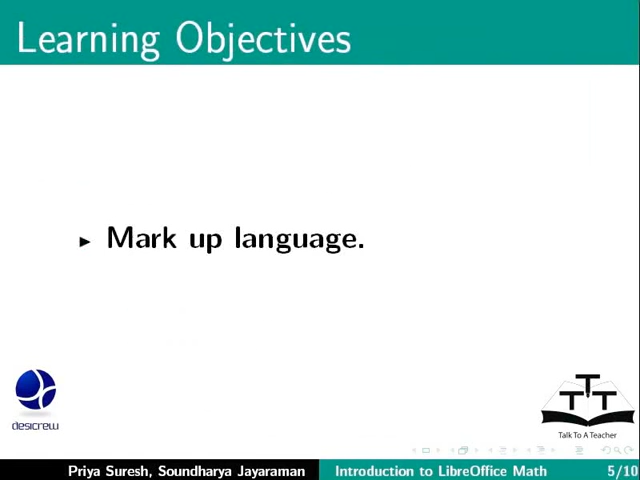 Learning Objectives
Mark up language.
desicrew
TTT
Talk To A Teacher
Priya Suresh, Soundharya Jayaraman
Introduction to LibreOffice Math
5/10